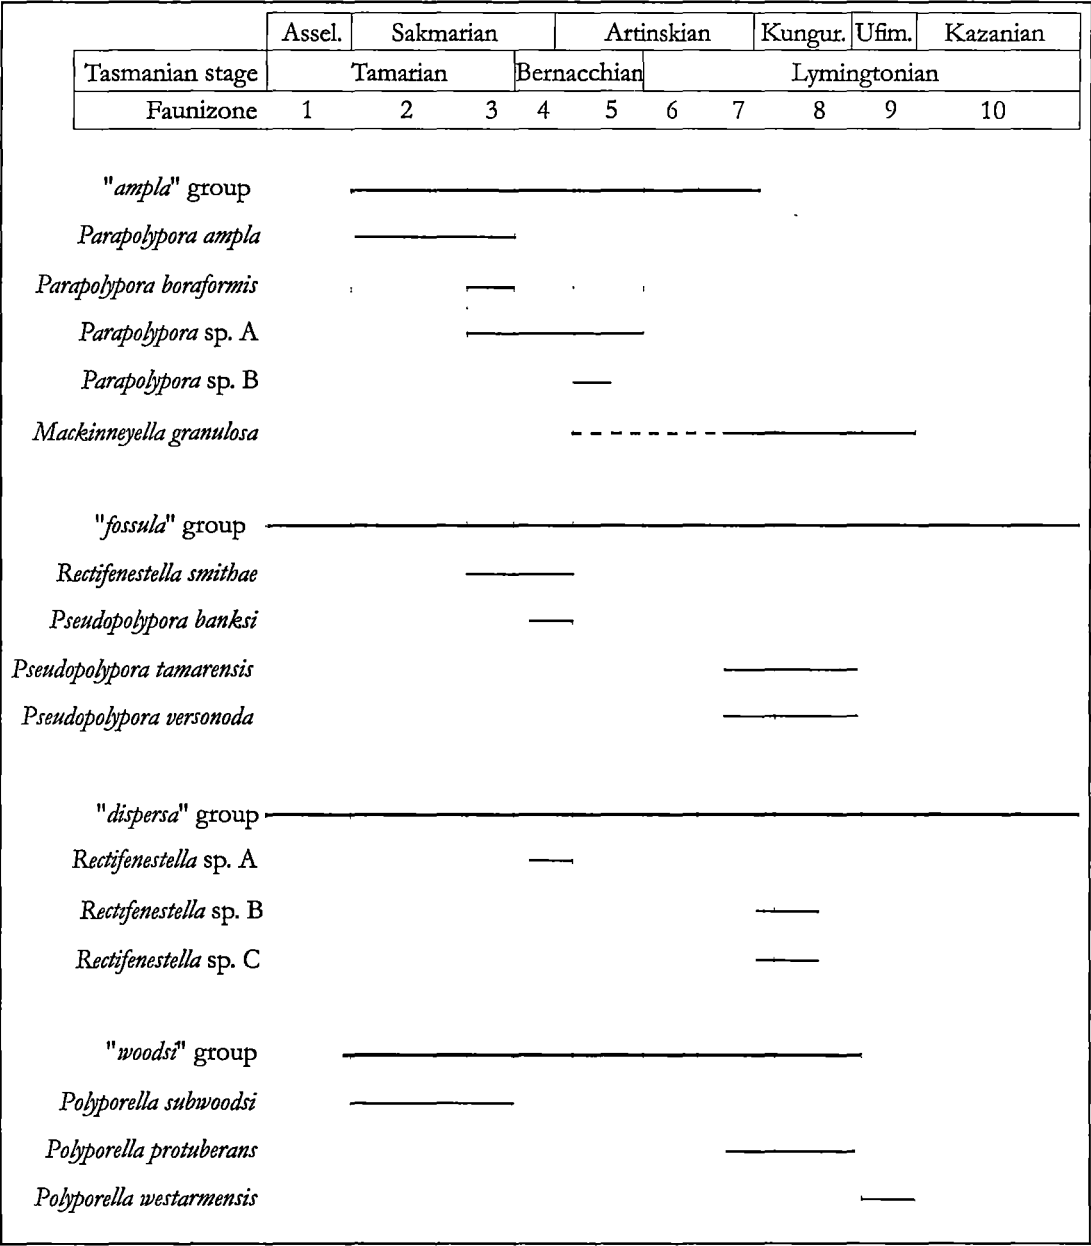 Assel. Sakmarian Artinskian Kungur. Ufim. Kazanian
Tasmanian stage Tamarian Bernacchian Lymingtonian
Faunizone 1 2 3 4 5 6 7 8 9 10
"ampla" group
Parapolypora ampla
Parapolypora boraformis
Parapolypora sp. A
Parapolypora sp. B
Mackinneyella granulosa
"fossula" group
Rectifenestella smithae
Pseudopolypora banksi
Pseudopolypora tamarensis
Pseudopolypora versonoda
"dispersa" group
Rectifenestella sp. A
Rectifenestella sp. B
Rectifenestella sp. C
"woodsi" group
Polyporella subwoodsi
Polyporella protuberans
Polyporella westarmensis